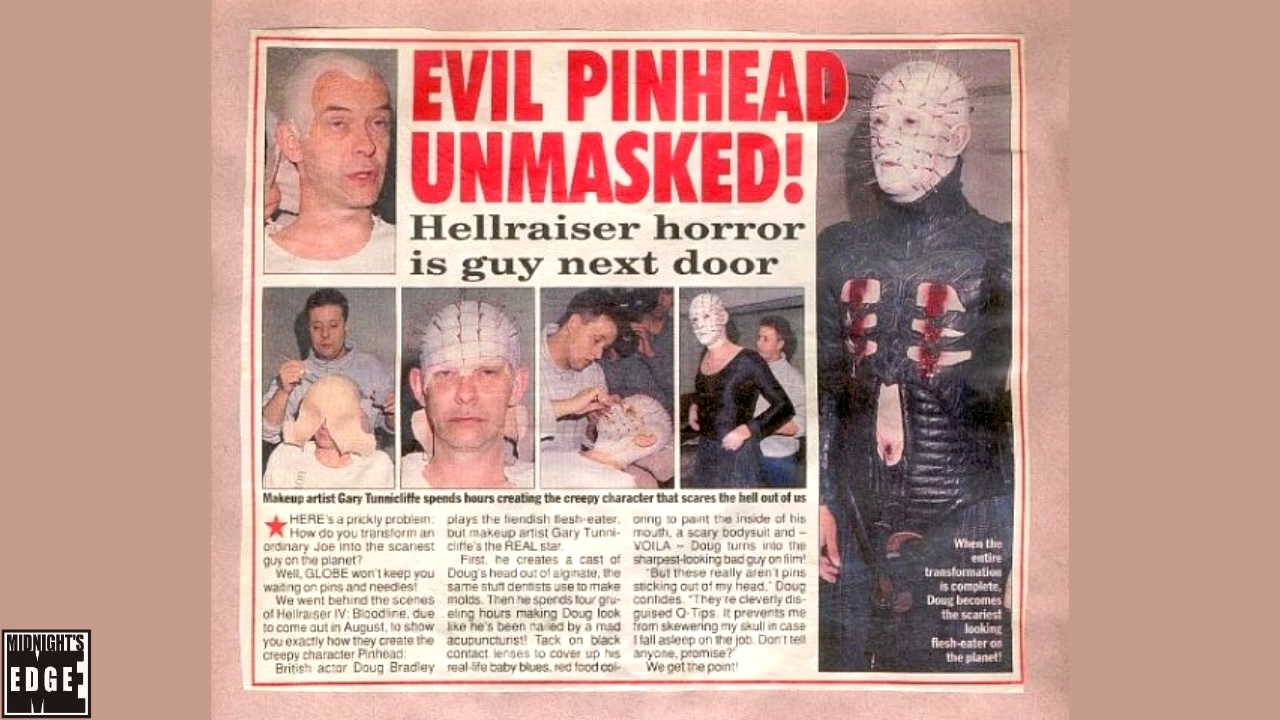 EVIL PINHEAD
UNMASKED!
Hellraiser horror
is guy next door
Makeup artist Gary Tunnicliffe spends hours creating the creepy character that scares the hell out of us
HERE's a prickly problem:
How do you transform an
ordinary Joe into the scariest
guy on the planet?
Well, GLOBE won't keep you
waiting on pins and needles!
We went behind the scenes
of Hellraiser IV: Bloodline, due
to come out in August, to show
you exactly how they create the
creepy character Pinhead:
British actor Doug Bradley
plays the fiendish flesh-eater,
but makeup artist Gary Tunni-
cliffe's the REAL star.
First, he creates a cast of
Doug's head out of alginate, the
same stuff dentists use to make
molds. Then he spends four gru-
eling hours making Doug look
like he's been nailed by a mad
acupuncturist! Tack on black
contact lenses to cover up his
real-life baby blues, red food col-
oring to paint the inside of his
mouth, a scary bodysuit and –
VOILA – Doug turns into the
sharpest-looking bad guy on film!
"But these really aren't pins
sticking out of my head," Doug
confides. "They're cleverly dis-
guised Q-Tips. It prevents me
from skewering my skull in case
I fall asleep on the job. Don't tell
anyone, promise?"
We get the point!
When the
entire
transformation
is complete,
Doug becomes
the scariest
looking
flesh-eater on
the planet!
MIDNIGHT'S
EDGE
ME